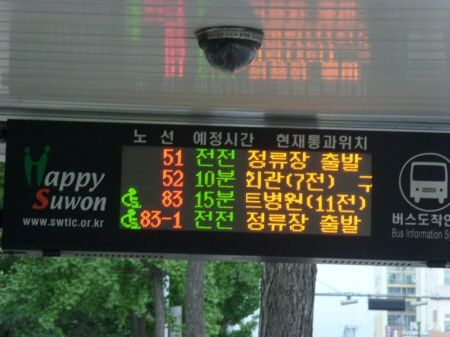 노 선 예정시간 현재통과위치
51 전전 정류장 출발
52 10분 회관(7전) 구
83 15분 트병원(11전)
83-1 전전 정류장 출발
Happy
Suwon
www.swtic.or.kr
버스도착안
Bus Information